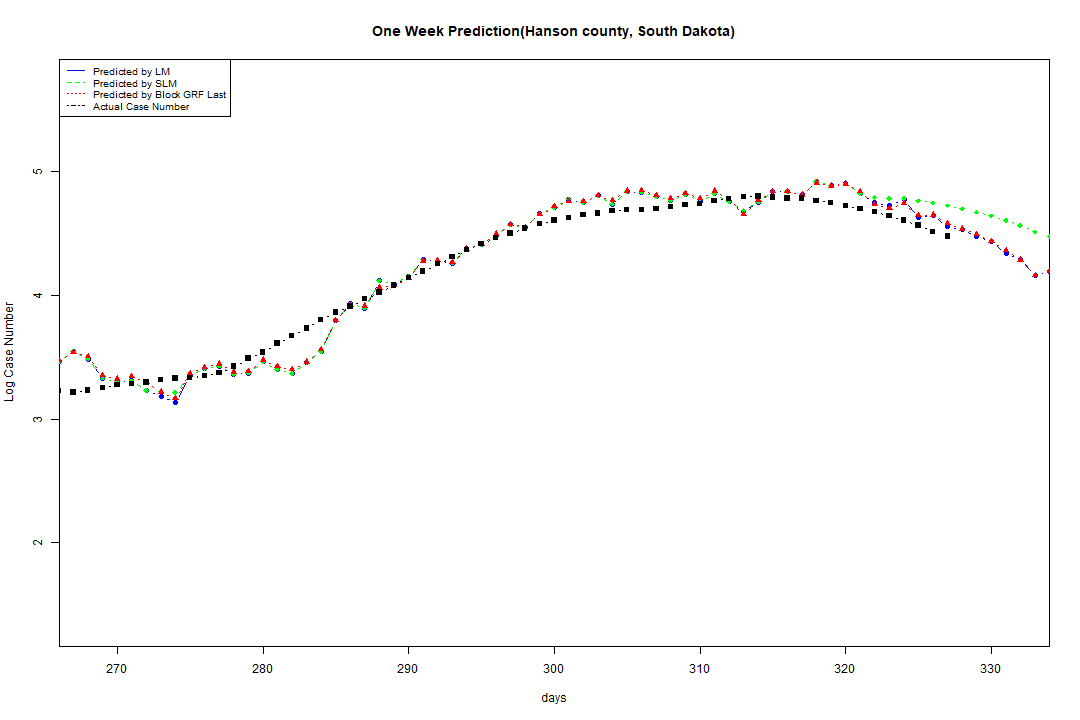 One Week Prediction(Hanson county, South Dakota)
Predicted by LM
Predicted by SLM
Predicted by Block GRF Last
Actual Case Number
5
4
3
2
Log Case Number
270 280 290 300 310 320 330
days